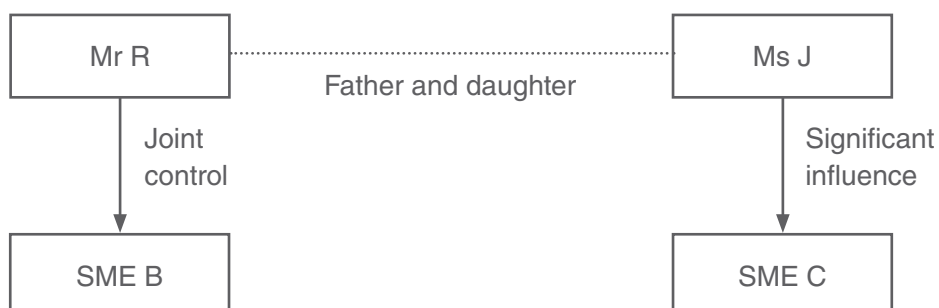 Mr R
Ms J
Father and daughter
Joint
control
Significant
influence
SME B
SME C